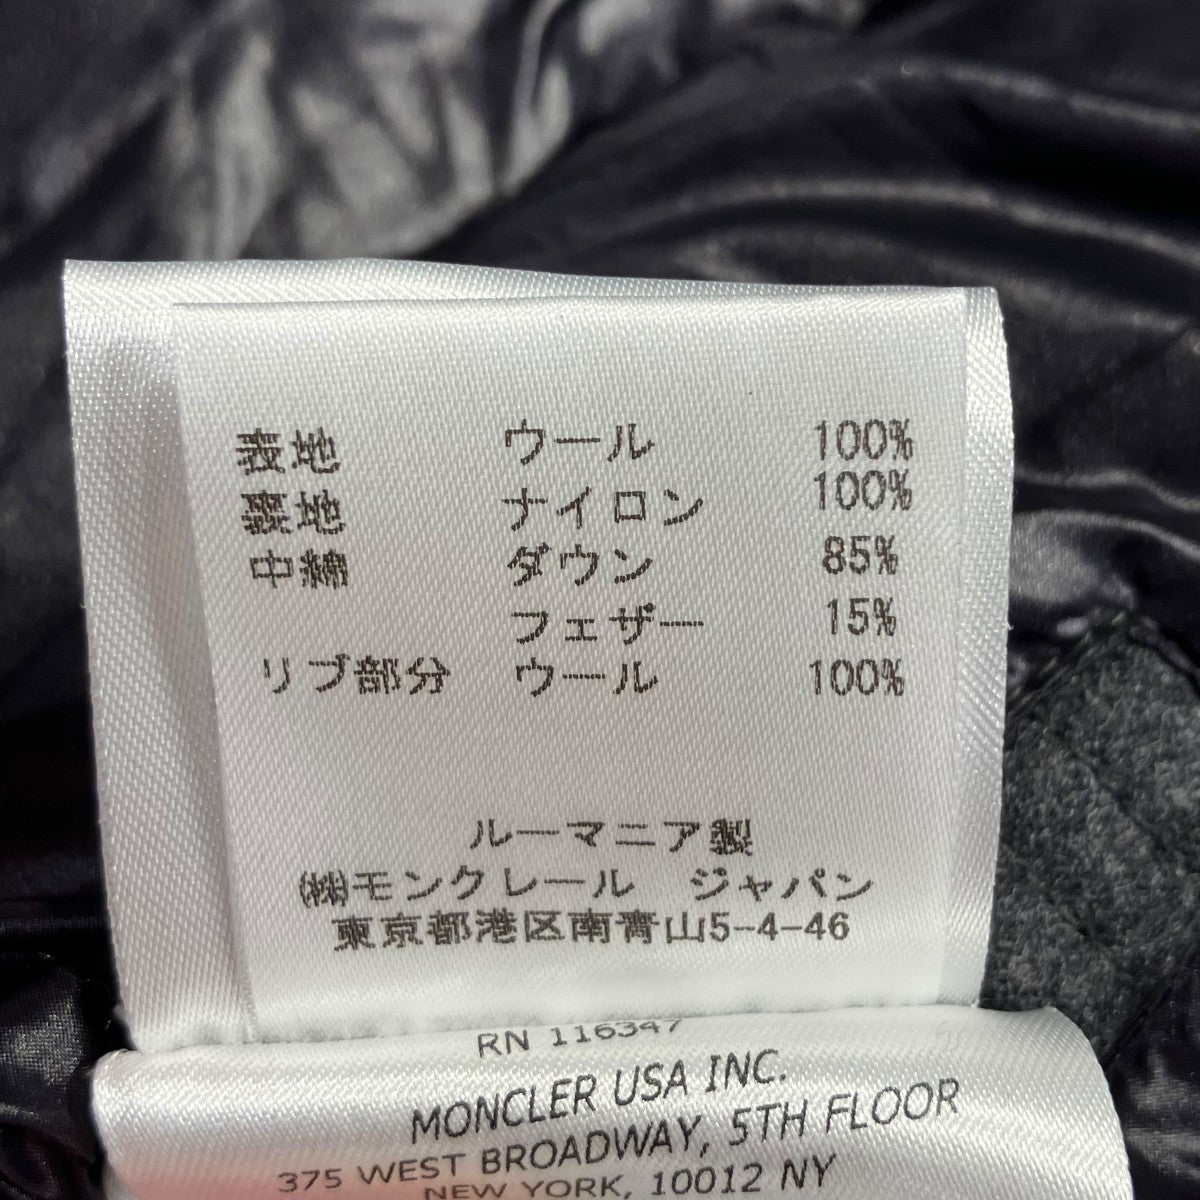 表地 ウール 100%
裏地 ナイロン 100%
中綿 ダウン 85%
フェザー 15%
リブ部分 ウール 100%
ルーマニア製
㈱モンクレール ジャパン
東京都港区南青山5-4-46
RN 116347
MONCLER USA INC.
375 WEST BROADWAY, 5TH FLOOR
NEW YORK, 10012 NY